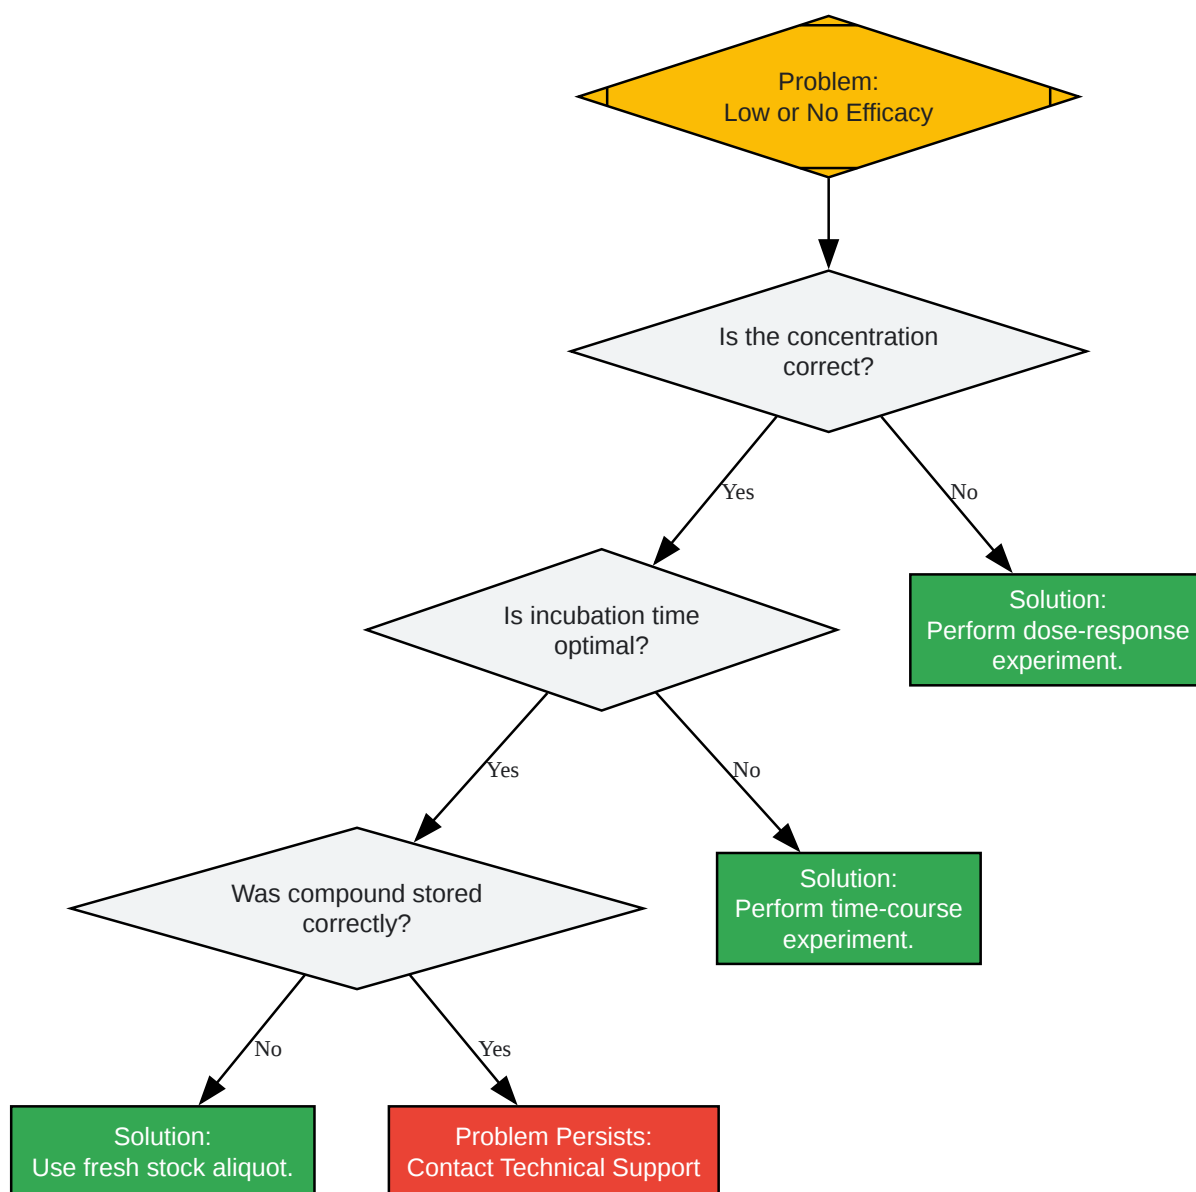 Problem:
Low or No Efficacy
Is the concentration
correct?
Yes
No
Is incubation time
optimal?
Solution:
Perform dose-response
experiment.
Yes
No
Was compound stored
correctly?
Solution:
Perform time-course
experiment.
No
Yes
Solution:
Use fresh stock aliquot.
Problem Persists:
Contact Technical Support